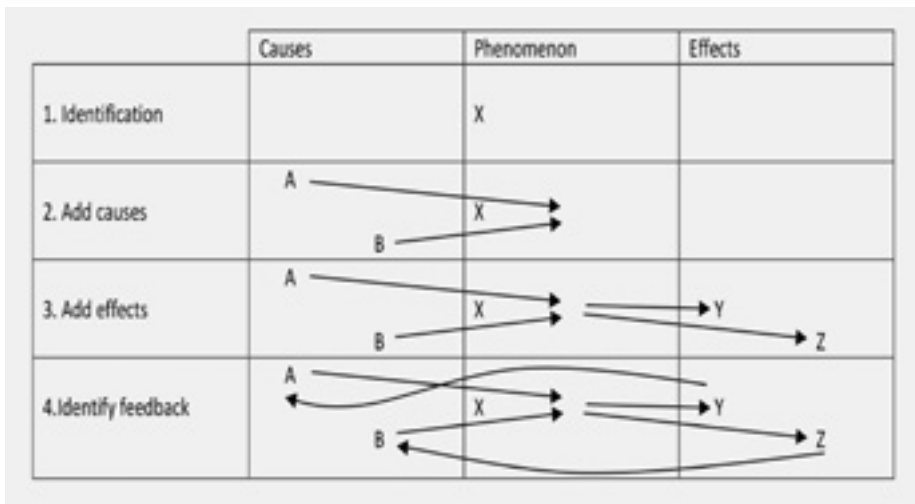 Causes Phenomenon Effects
1. Identification X
A
2. Add causes X
B
A
3. Add effects X Y
B Z
A
4.Identify feedback X Y
B Z